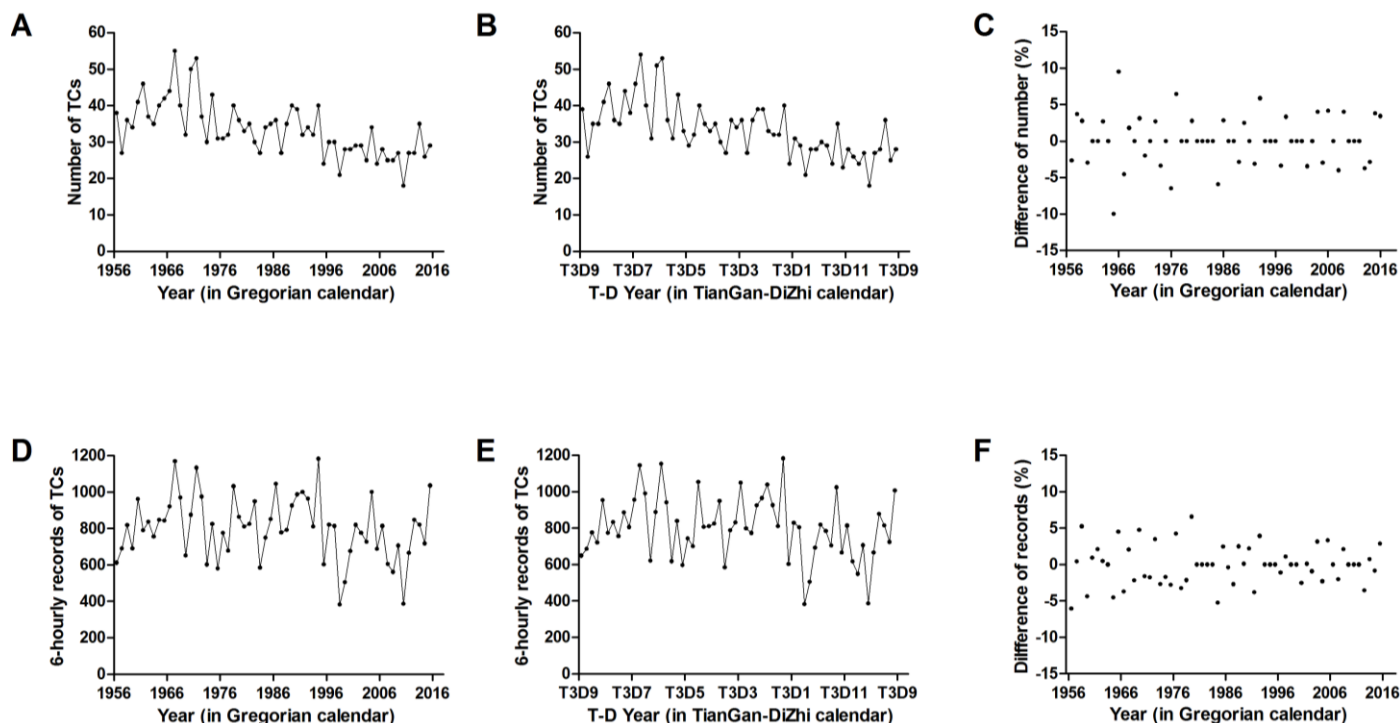 A
Number of TCs
60
50
40
30
20
10
0
1956 1966 1976 1986 1996 2006 2016
Year (in Gregorian calendar)
B
Number of TCs
60
50
40
30
20
10
0
T3D9 T3D7 T3D5 T3D3 T3D1 T3D11 T3D9
T-D Year (in TianGan-DiZhi calendar)
C
Difference of number (%)
15
10
5
0
-5
-10
-15
1956 1966 1976 1986 1996 2006 2016
Year (in Gregorian calendar)
D
6-hourly records of TCs
1200
1000
800
600
400
200
0
1956 1966 1976 1986 1996 2006 2016
Year (in Gregorian calendar)
E
6-hourly records of TCs
1200
1000
800
600
400
200
0
T3D9 T3D7 T3D5 T3D3 T3D1 T3D11 T3D9
T-D Year (in TianGan-DiZhi calendar)
F
Difference of records (%)
15
10
5
0
-5
-10
-15
1956 1966 1976 1986 1996 2006 2016
Year (in Gregorian calendar)